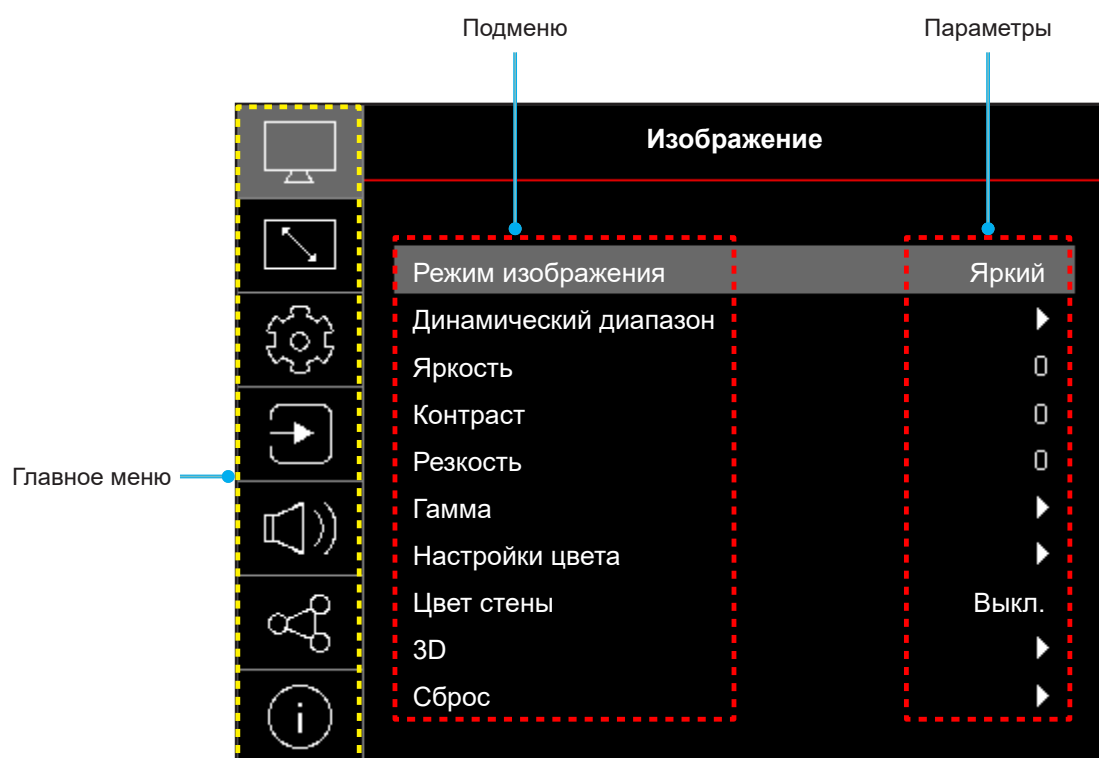 Подменю
Параметры
Изображение
Режим изображения Яркий
Динамический диапазон
Яркость 0
Контраст 0
Резкость 0
Главное меню
Гамма
Настройки цвета
Цвет стены Выкл.
3D
Сброс
i